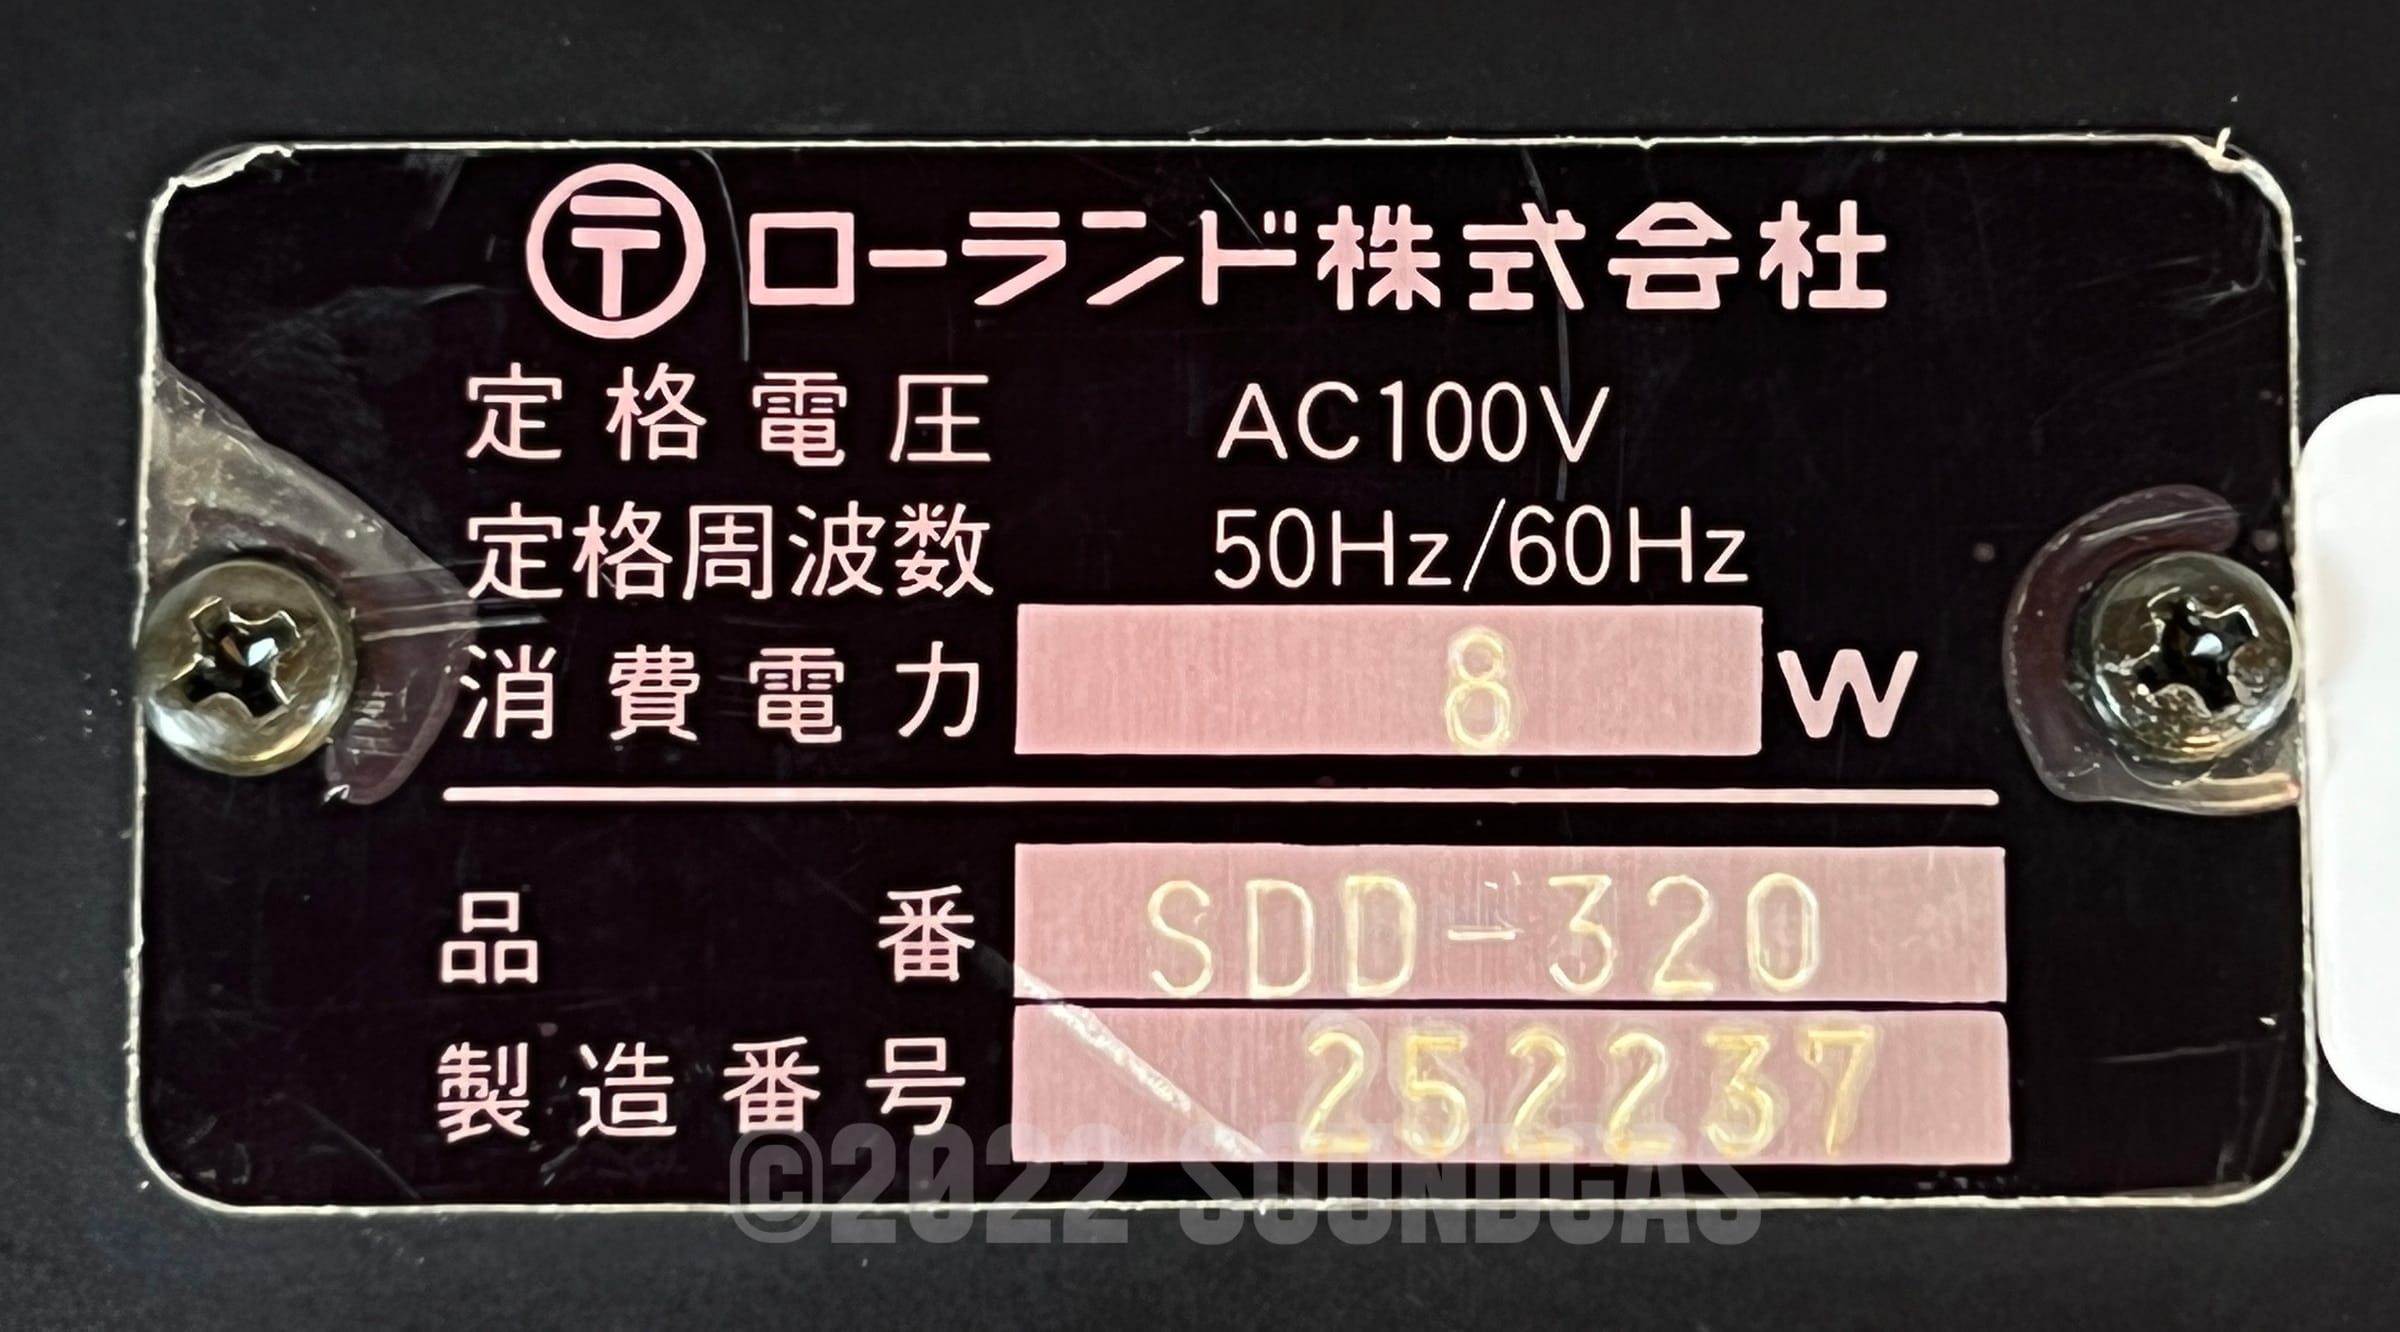 〶ローランド株式会社
定格電圧 AC100V
定格周波数 50Hz/60Hz
消費電力 8 W
品番 SDD-320
製造番号 252237
©2022 SOUNDGAS